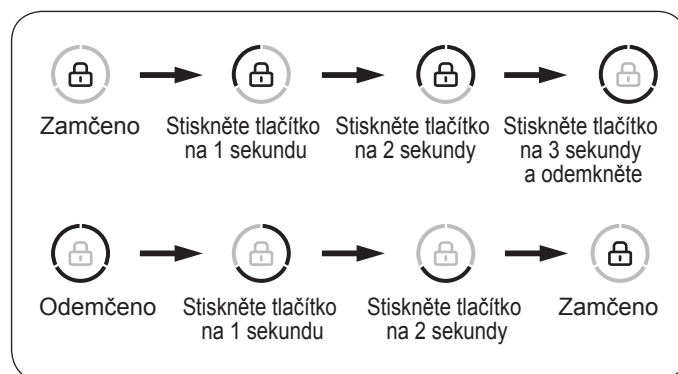 Zamčeno
Stiskněte tlačítko
na 1 sekundu
Stiskněte tlačítko
na 2 sekundy
Stiskněte tlačítko
na 3 sekundy
a odemkněte
Odemčeno
Stiskněte tlačítko
na 1 sekundu
Stiskněte tlačítko
na 2 sekundy
Zamčeno